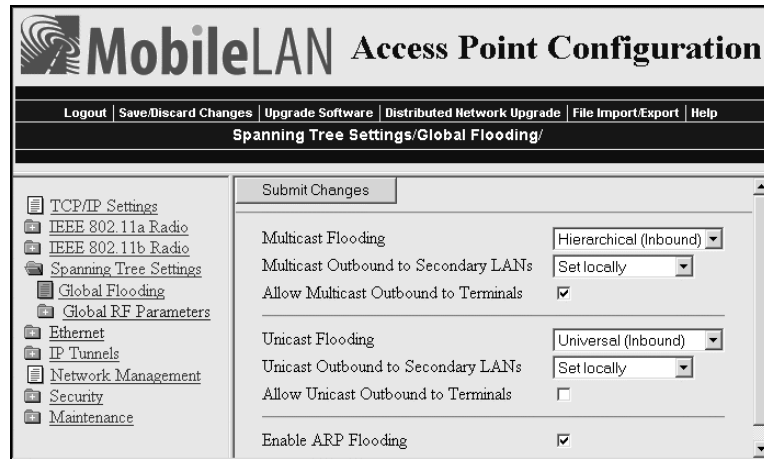 MobileLAN Access Point Configuration
Logout | Save/Discard Changes | Upgrade Software | Distributed Network Upgrade | File Import/Export | Help
Spanning Tree Settings/Global Flooding/
TCP/IP Settings
IEEE 802.11a Radio
IEEE 802.11b Radio
Spanning Tree Settings
Global Flooding
Global RF Parameters
Ethernet
IP Tunnels
Network Management
Security
Maintenance
Submit Changes
Multicast Flooding Hierarchical (Inbound)
Multicast Outbound to Secondary LANs Set locally
Allow Multicast Outbound to Terminals
Unicast Flooding Universal (Inbound)
Unicast Outbound to Secondary LANs Set locally
Allow Unicast Outbound to Terminals
Enable ARP Flooding